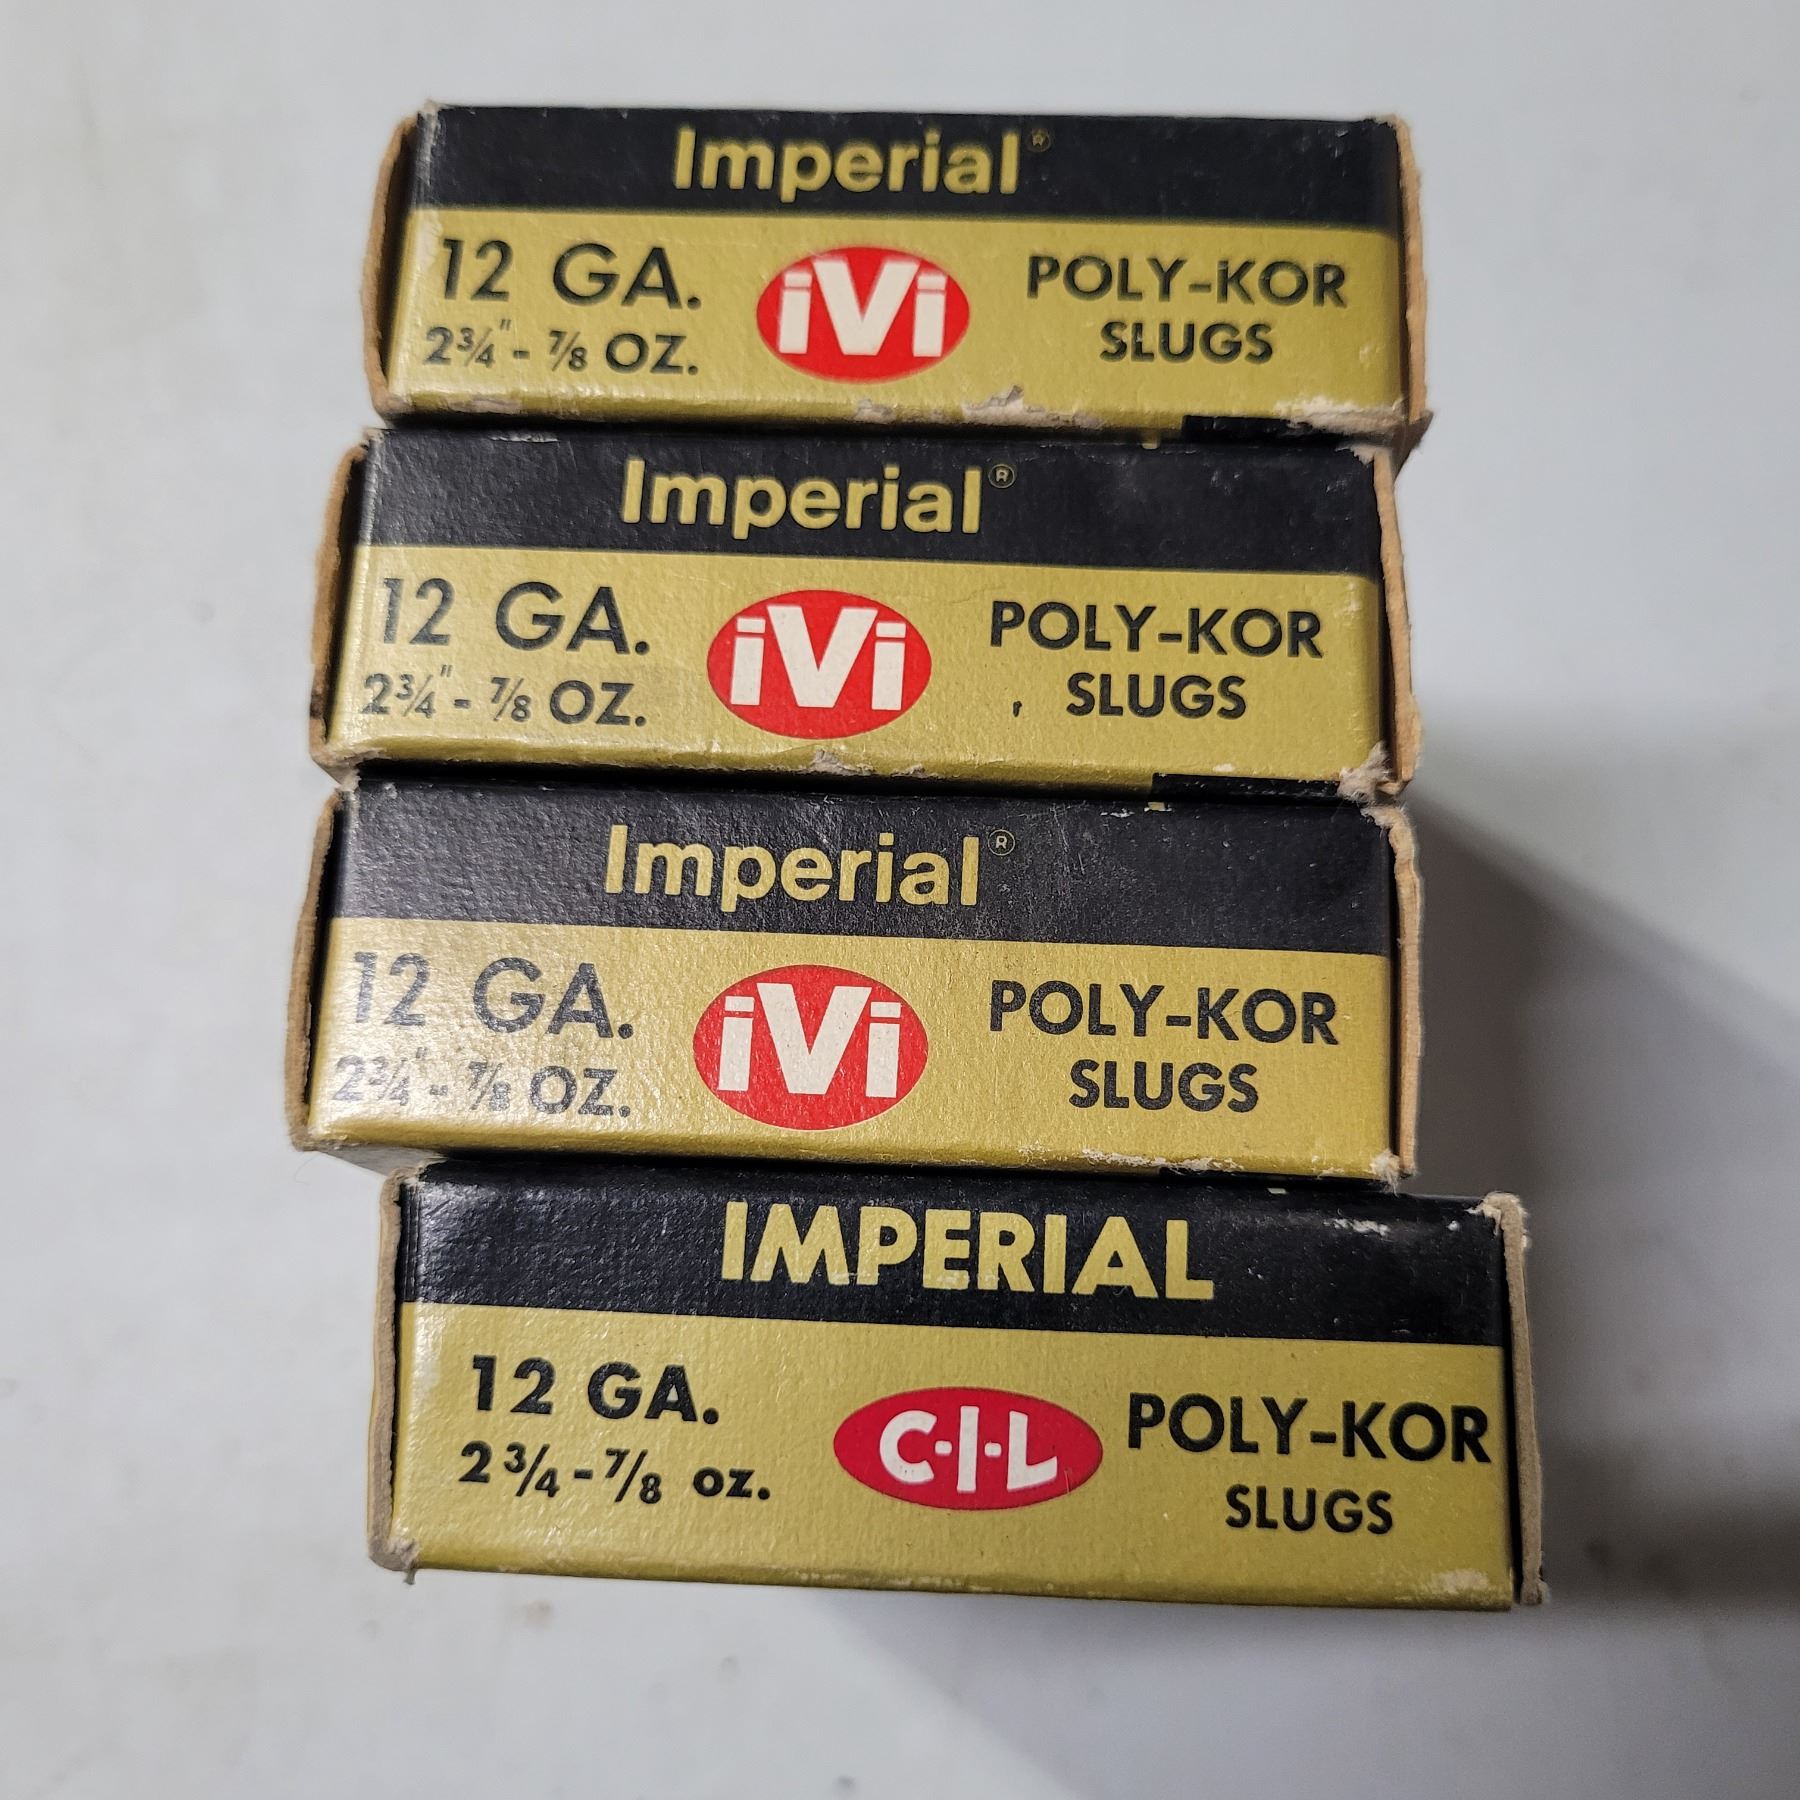 Imperial®
12 GA. iVi POLY-KOR
2¾" - ⅞ OZ. SLUGS
Imperial®
12 GA. iVi POLY-KOR
2¾" - ⅞ OZ. SLUGS
Imperial®
12 GA. iVi POLY-KOR
2¾" - ⅞ OZ. SLUGS
IMPERIAL
12 GA. C-I-L POLY-KOR
2 ¾ - ⅞ oz. SLUGS